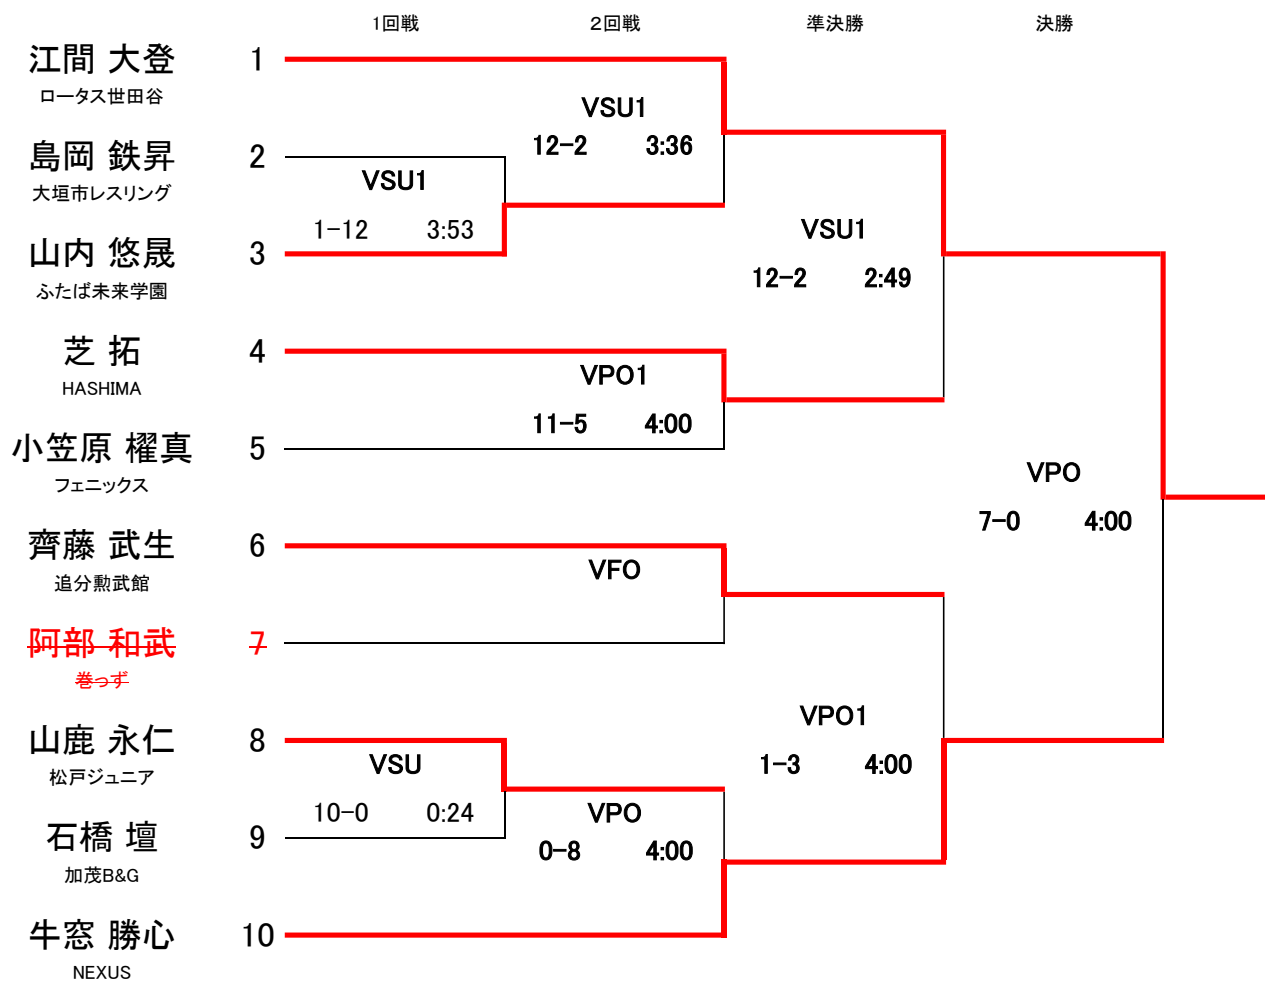 1回戦 2回戦 準決勝 決勝
江間 大登 1
ロータス世田谷
VSU1
12-2 3:36
島岡 鉄昇 2
大垣市レスリング
VSU1
1-12 3:53
山内 悠晟 3
ふたば未来学園
VSU1
12-2 2:49
芝 拓 4
HASHIMA
VPO1
11-5 4:00
小笠原 櫂真 5
フェニックス
VPO
7-0 4:00
齊藤 武生 6
追分勲武館
VFO
阿部 和武 7
巻っず
VPO1
1-3 4:00
山鹿 永仁 8
松戸ジュニア
VSU
10-0 0:24
VPO
0-8 4:00
石橋 壇 9
加茂B&G
牛窓 勝心 10
NEXUS